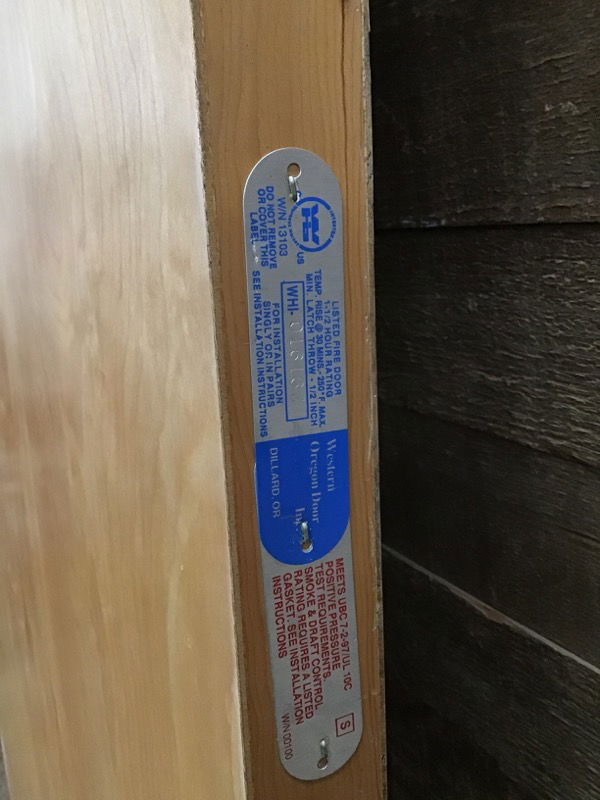 US
W/N 13103
DO NOT REMOVE
OR COVER THIS
LABEL
LISTED FIRE DOOR
1-1/2 HOUR RATING
TEMP. RISE @ 30 MINS.- 250°F. MAX.
MIN. LATCH THROW - 1/2 INCH
WHI-
FOR INSTALLATION
SINGLY OR IN PAIRS
SEE INSTALLATION INSTRUCTIONS
Western
Oregon Door
Inc.
DILLARD, OR
MEETS UBC 7-2-97/UL 10C
POSITIVE PRESSURE
TEST REQUIREMENTS.
SMOKE & DRAFT CONTROL
RATING REQUIRES A LISTED
GASKET. SEE INSTALLATION
INSTRUCTIONS
S
W/N 00100